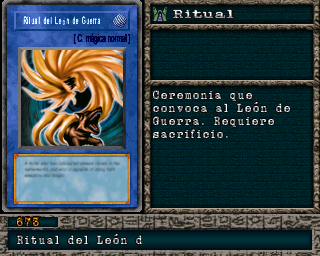 Ritual del León de Guerra
[C. mágica normal]
Ritual
Ceremonia que
convoca al León de
Guerra. Requiere
sacrificio.
673
Ritual del León d